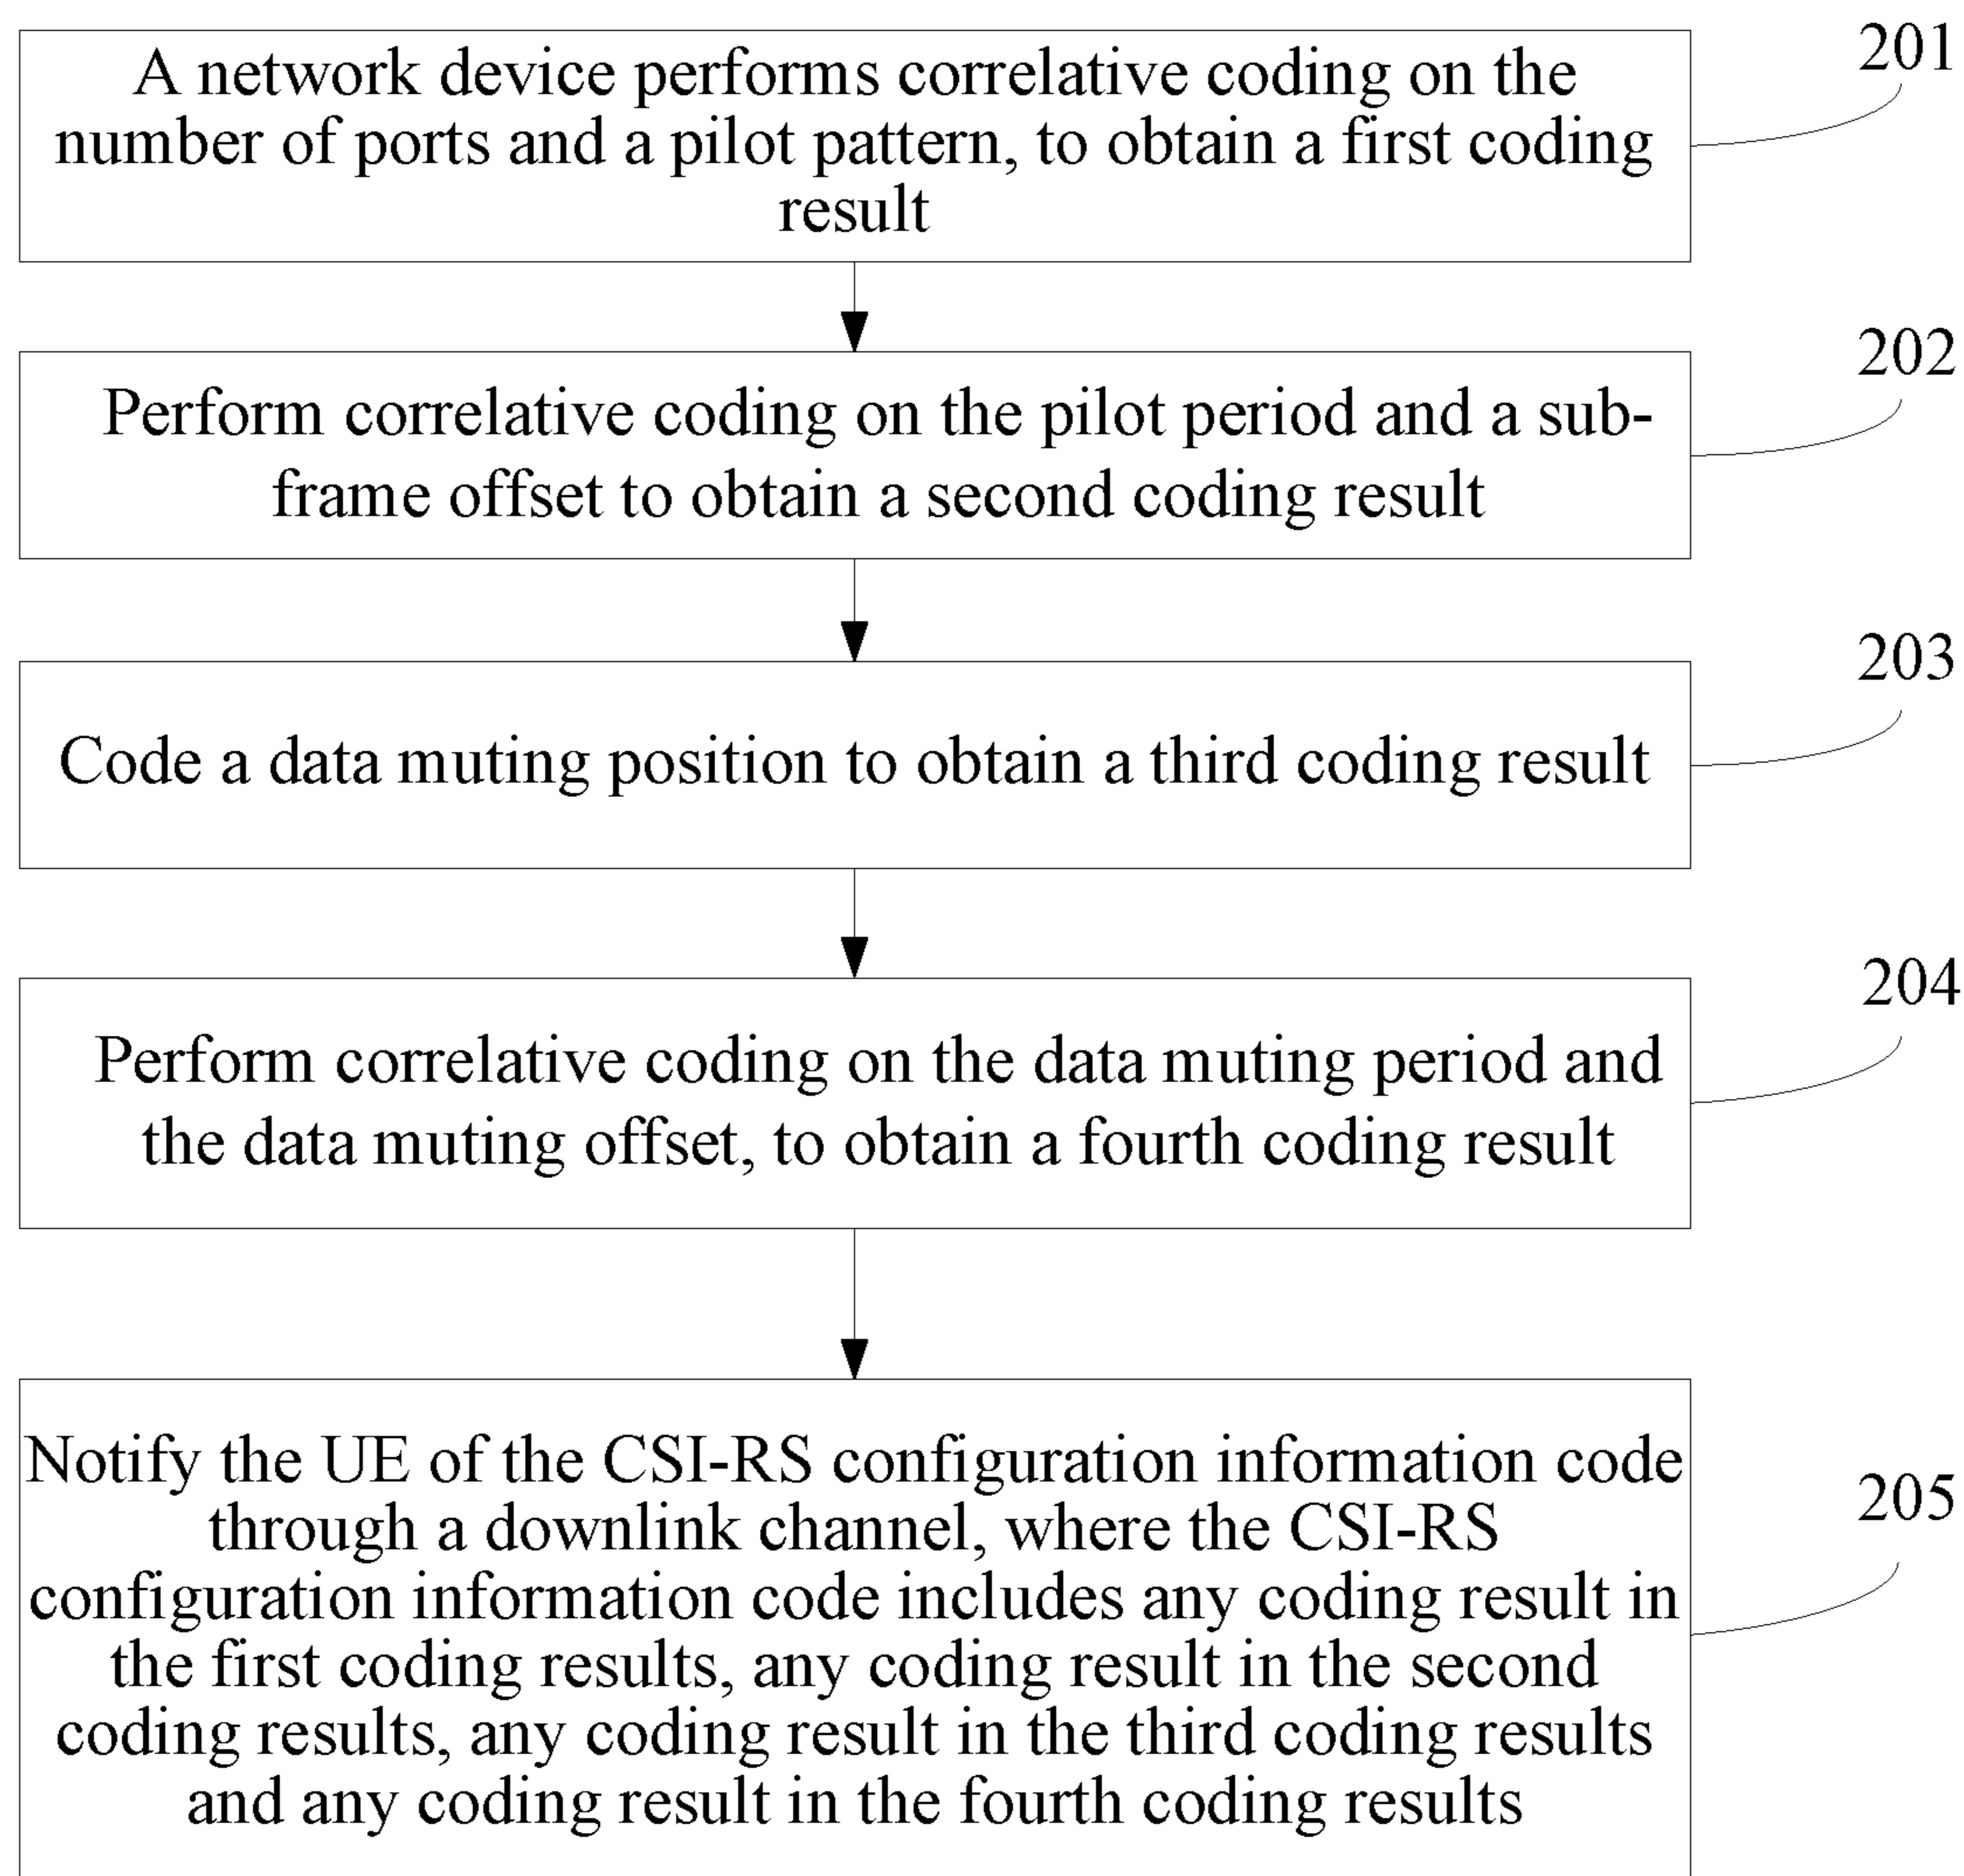 A network device performs correlative coding on the
number of ports and a pilot pattern, to obtain a first coding
result
201
Perform correlative coding on the pilot period and a sub-
frame offset to obtain a second coding result
202
Code a data muting position to obtain a third coding result
203
Perform correlative coding on the data muting period and
the data muting offset, to obtain a fourth coding result
204
Notify the UE of the CSI-RS configuration information code
through a downlink channel, where the CSI-RS
configuration information code includes any coding result in
the first coding results, any coding result in the second
coding results, any coding result in the third coding results
and any coding result in the fourth coding results
205